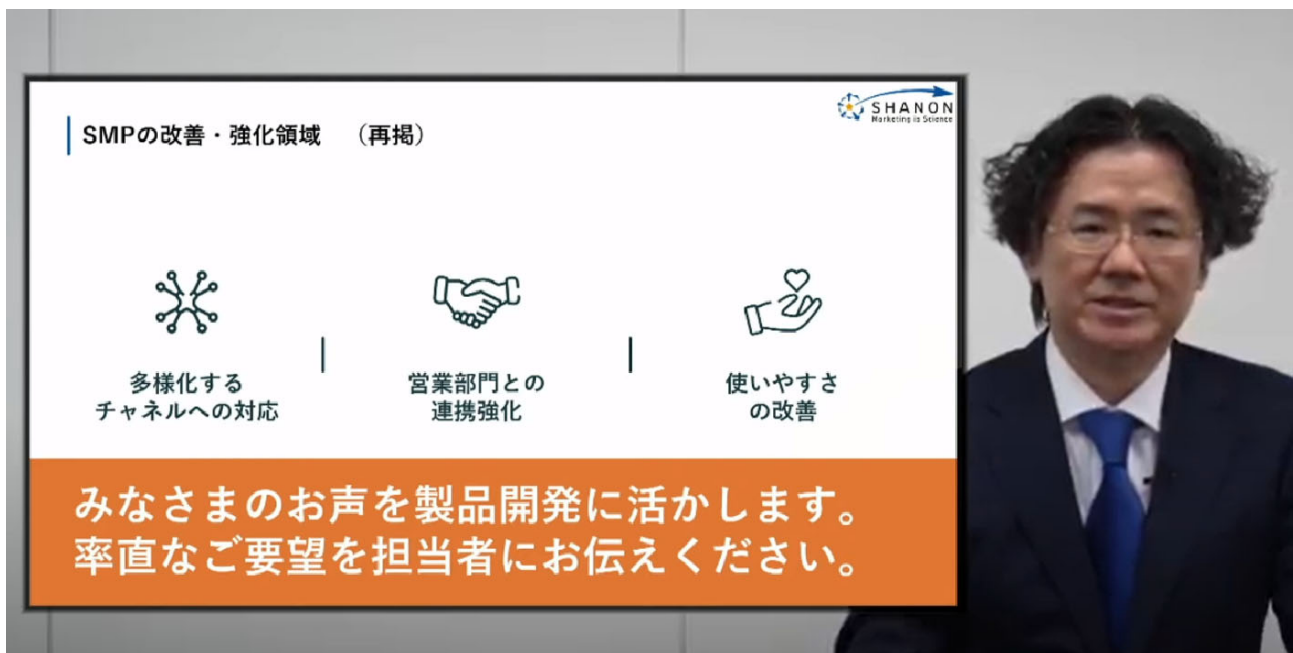 SHANON
Marketing is Science
SMPの改善・強化領域 （再掲）
多様化する
チャネルへの対応
営業部門との
連携強化
使いやすさ
の改善
みなさまのお声を製品開発に活かします。
率直なご要望を担当者にお伝えください。